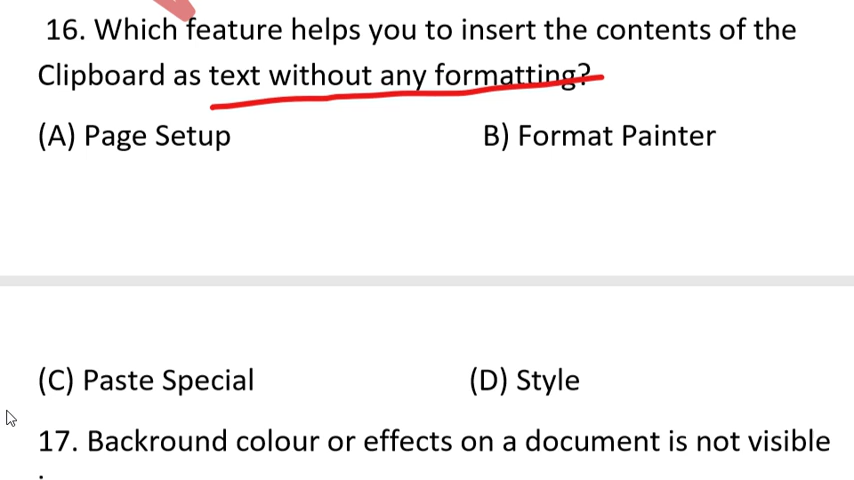 16. Which feature helps you to insert the contents of the
Clipboard as text without any formatting?
(A) Page Setup B) Format Painter
(C) Paste Special (D) Style
17. Backround colour or effects on a document is not visible